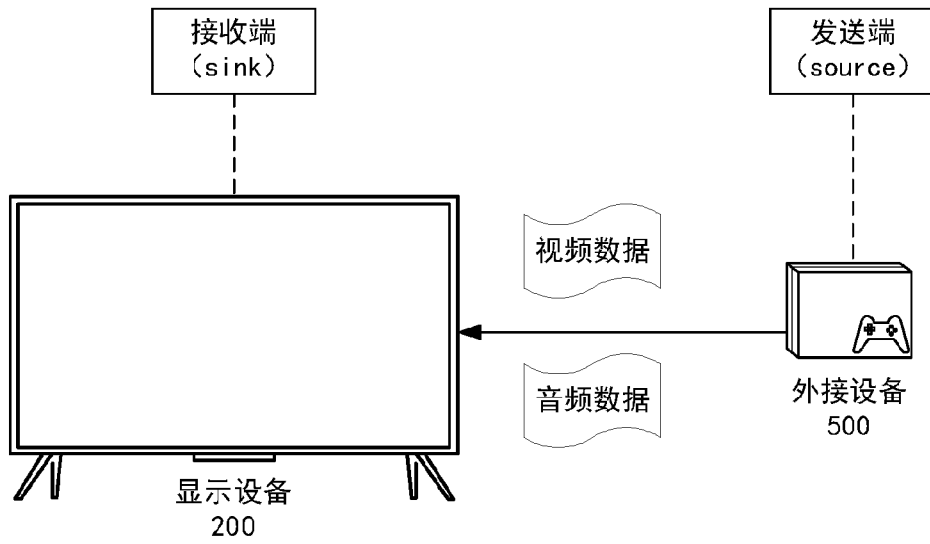 接收端
（sink）
发送端
（source）
视频数据
音频数据
外接设备
500
显示设备
200